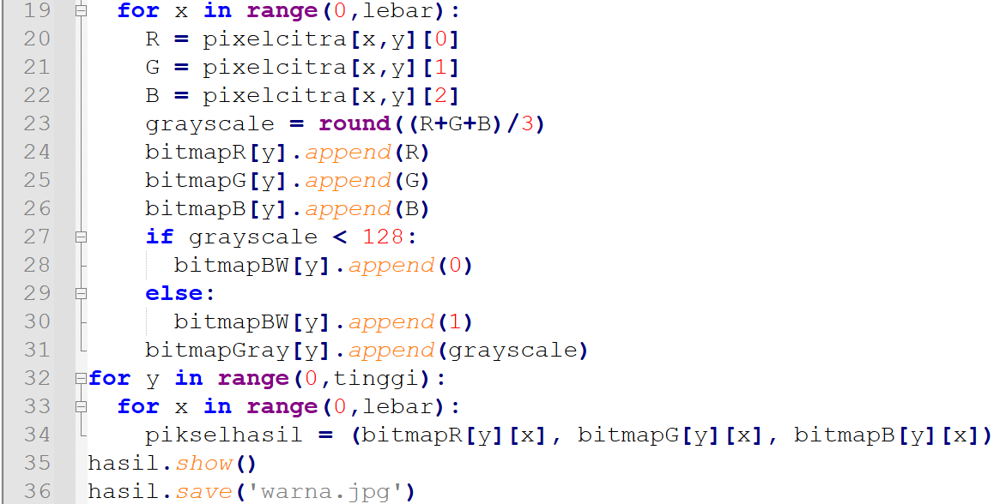 19 for x in range(0,lebar):
20 R = pixelcitra[x,y][0]
21 G = pixelcitra[x,y][1]
22 B = pixelcitra[x,y][2]
23 grayscale = round((R+G+B)/3)
24 bitmapR[y].append(R)
25 bitmapG[y].append(G)
26 bitmapB[y].append(B)
27 if grayscale < 128:
28 bitmapBW[y].append(0)
29 else:
30 bitmapBW[y].append(1)
31 bitmapGray[y].append(grayscale)
32 for y in range(0,tinggi):
33 for x in range(0,lebar):
34 pikselhasil = (bitmapR[y][x], bitmapG[y][x], bitmapB[y][x])
35 hasil.show()
36 hasil.save('warna.jpg')